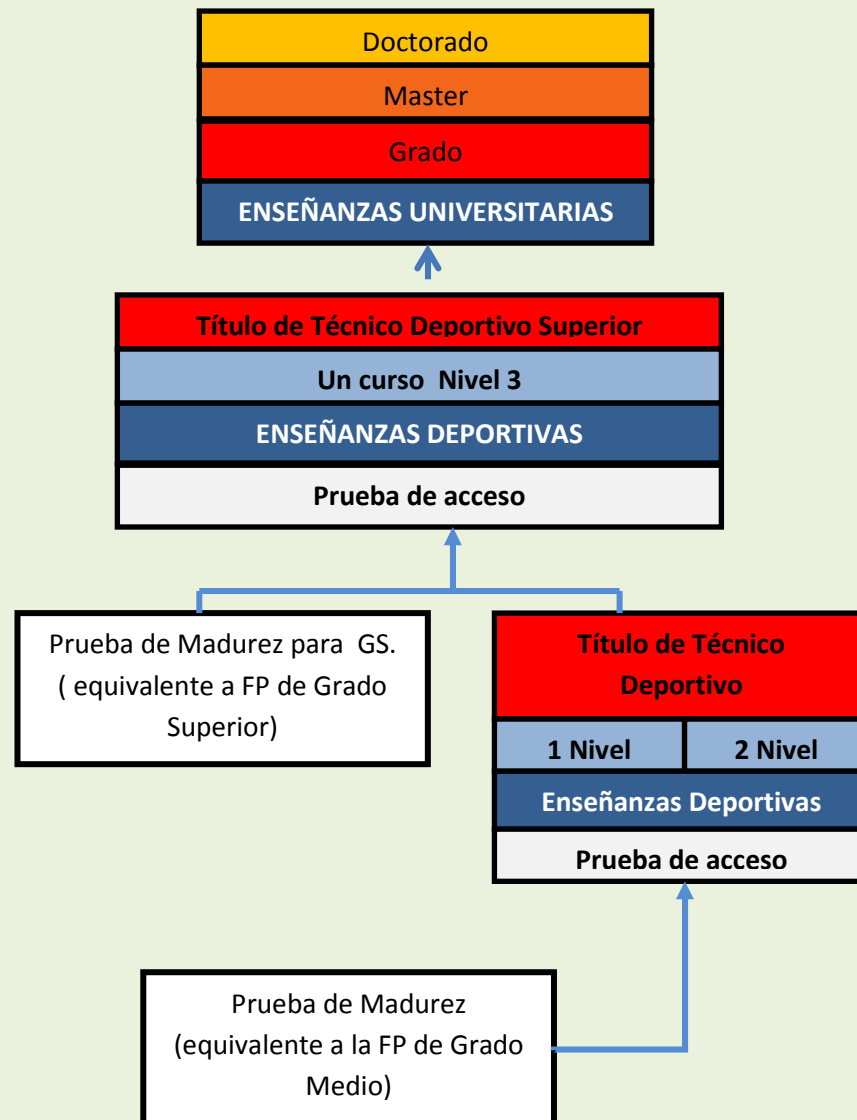 Doctorado
Master
Grado
ENSEÑANZAS UNIVERSITARIAS
Título de Técnico Deportivo Superior
Un curso Nivel 3
ENSEÑANZAS DEPORTIVAS
Prueba de acceso
Prueba de Madurez para GS.
( equivalente a FP de Grado
Superior)
Título de Técnico
Deportivo
1 Nivel
2 Nivel
Enseñanzas Deportivas
Prueba de acceso
Prueba de Madurez
(equivalente a la FP de Grado
Medio)